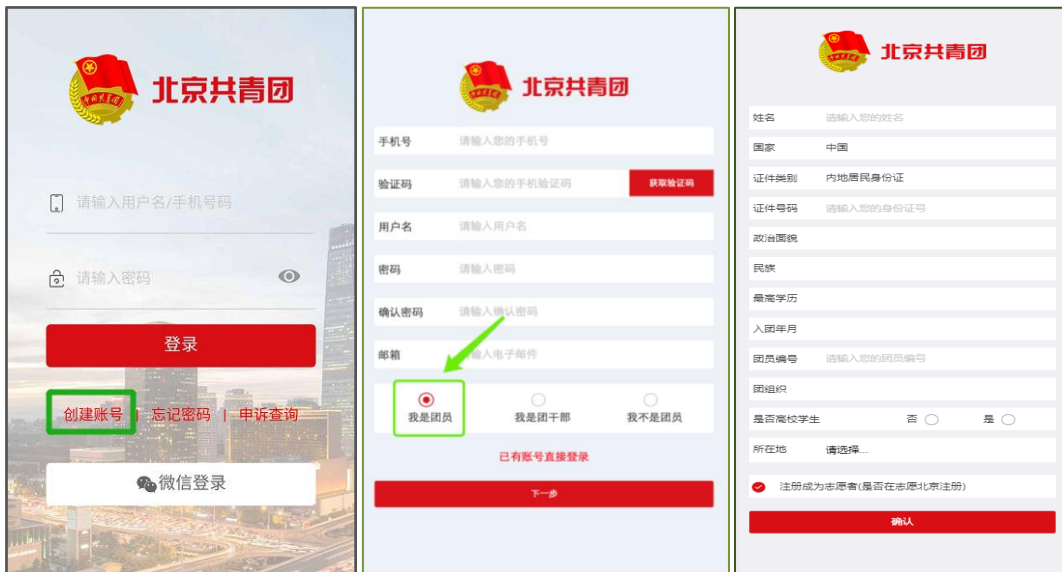 北京共青团
请输入用户名/手机号码
请输入密码
登录
创建账号 | 忘记密码 | 申诉查询
微信登录
北京共青团
手机号 请输入您的手机号
验证码 请输入您的手机验证码 获取验证码
用户名 请输入用户名
密码 请输入密码
确认密码 请输入确认密码
邮箱 请输入电子邮件
我是团员 我是团干部 我不是团员
已有账号直接登录
下一步
北京共青团
姓名 请输入您的姓名
国家 中国
证件类别 内地居民身份证
证件号码 请输入您的身份证号
政治面貌
民族
最高学历
入团年月
团员编号 请输入您的团员编号
团组织
是否高校学生 否 是
所在地 请选择...
注册成为志愿者(是否在志愿北京注册)
确认